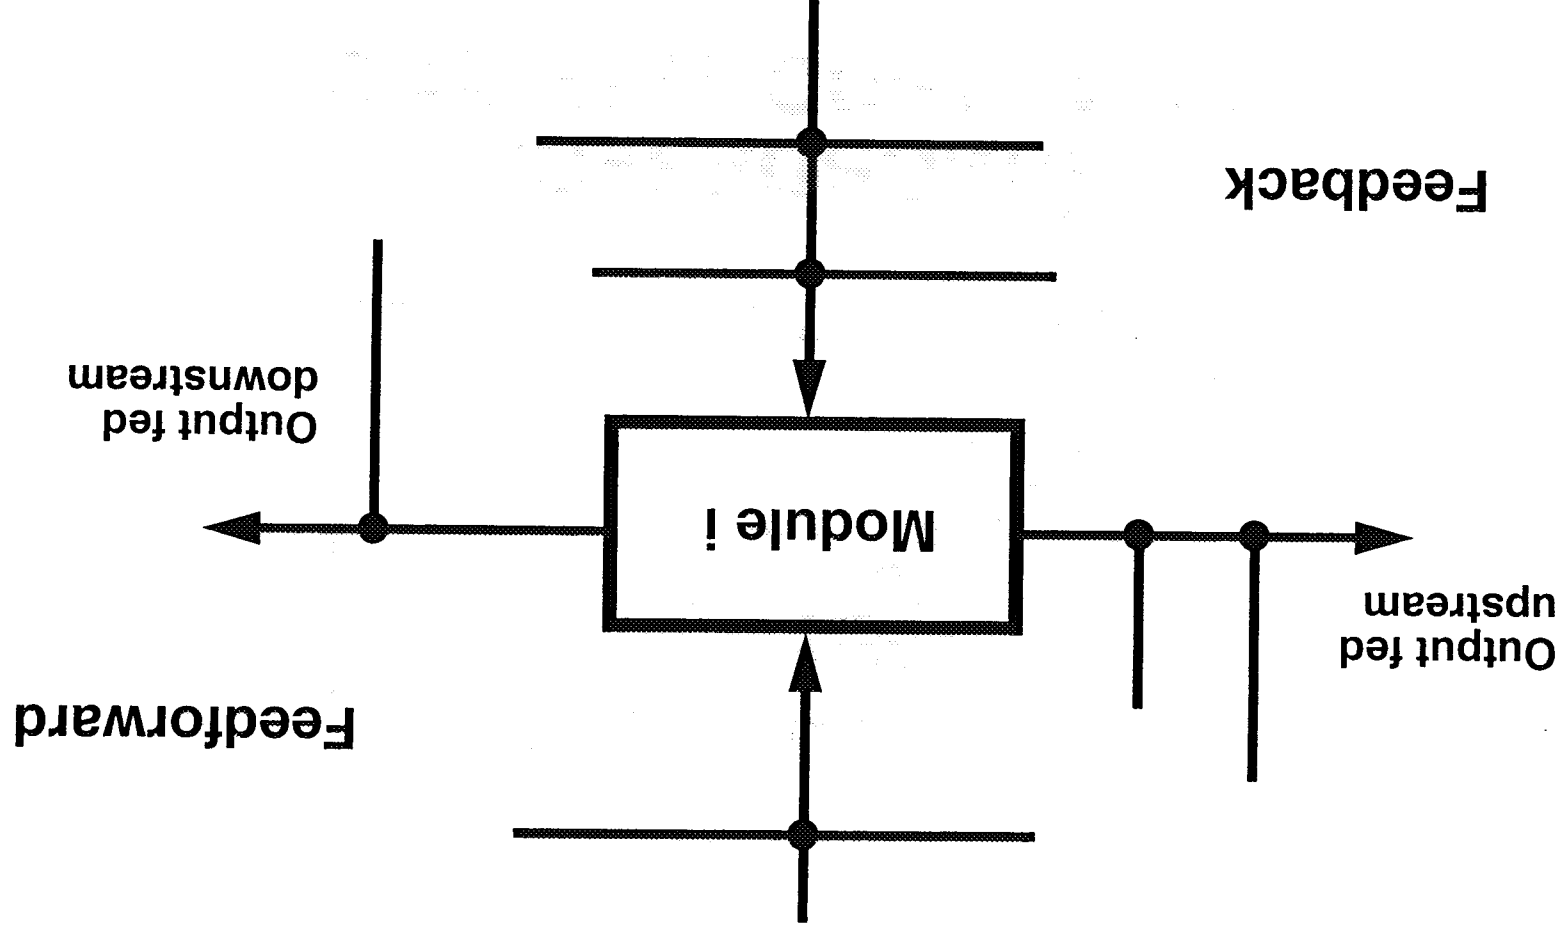 Feedforward
Output fed
upstream
Module i
Output fed
downstream
Feedback